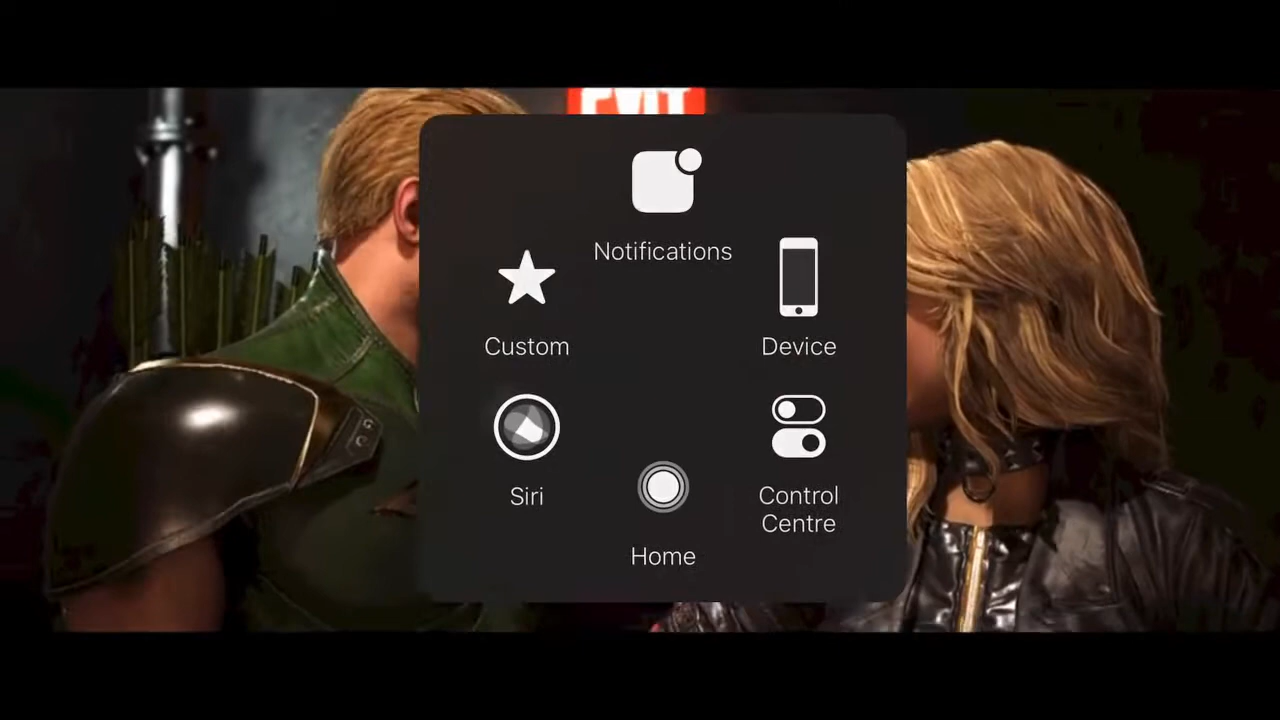 EXIT
Notifications
Custom
Device
Siri
Control
Centre
Home